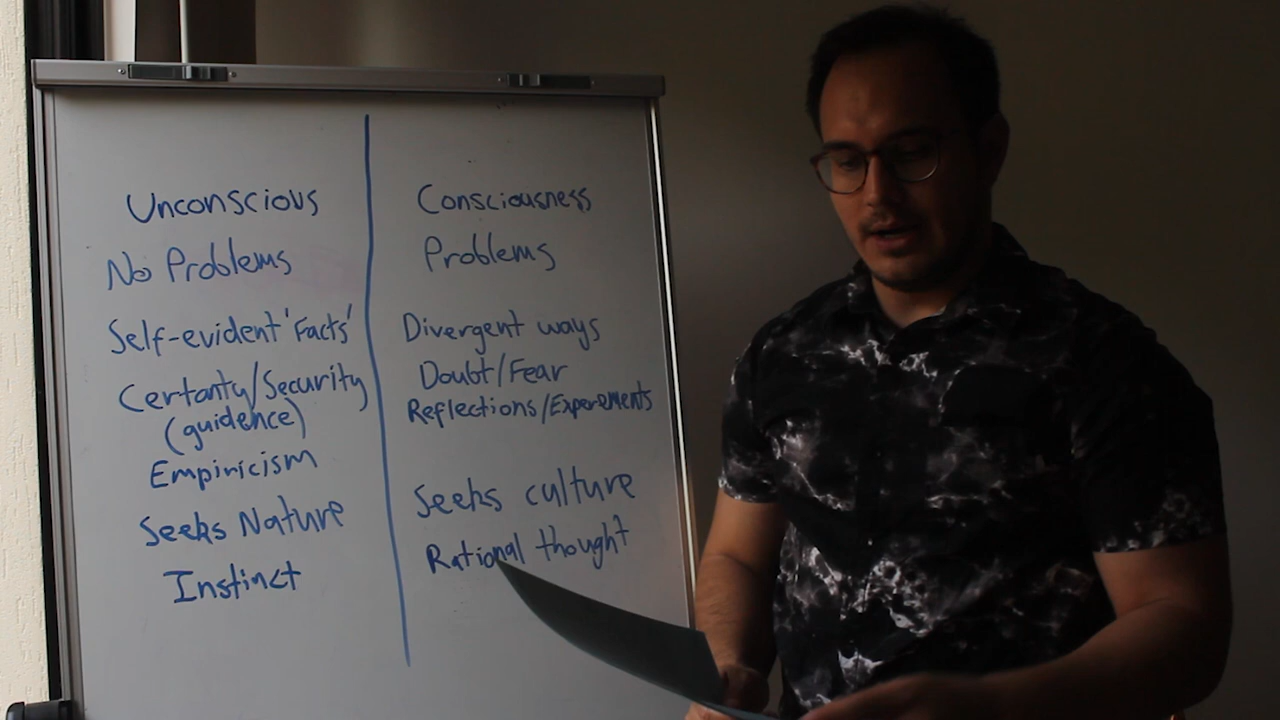 Unconscious
No Problems
Self-evident 'Facts'
Certanty/Security
(guidence)
Empiricism
Seeks Nature
Instinct
Consciousness
Problems
Divergent ways
Doubt/Fear
Reflections/Experements
Seeks culture
Rational thought